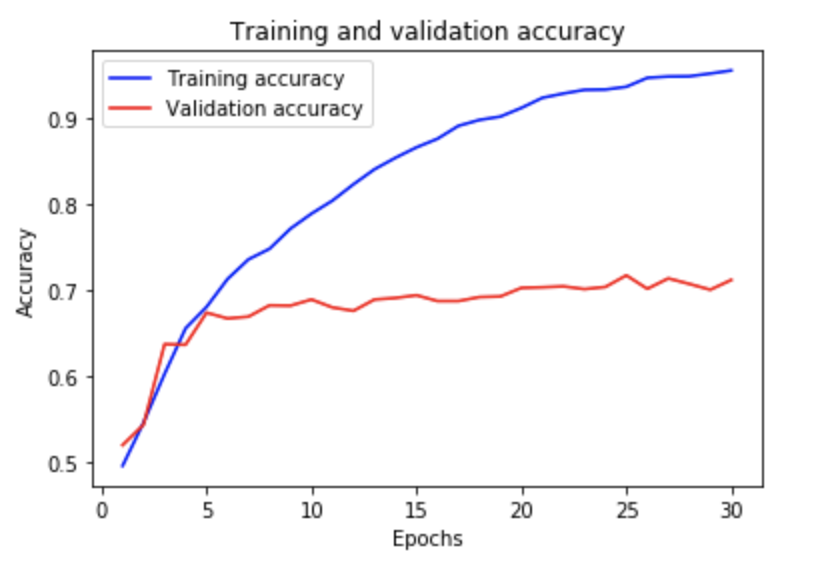 Training and validation accuracy
Training accuracy
Validation accuracy
0.9
0.8
0.7
0.6
0.5
Accuracy
0 5 10 15 20 25 30
Epochs